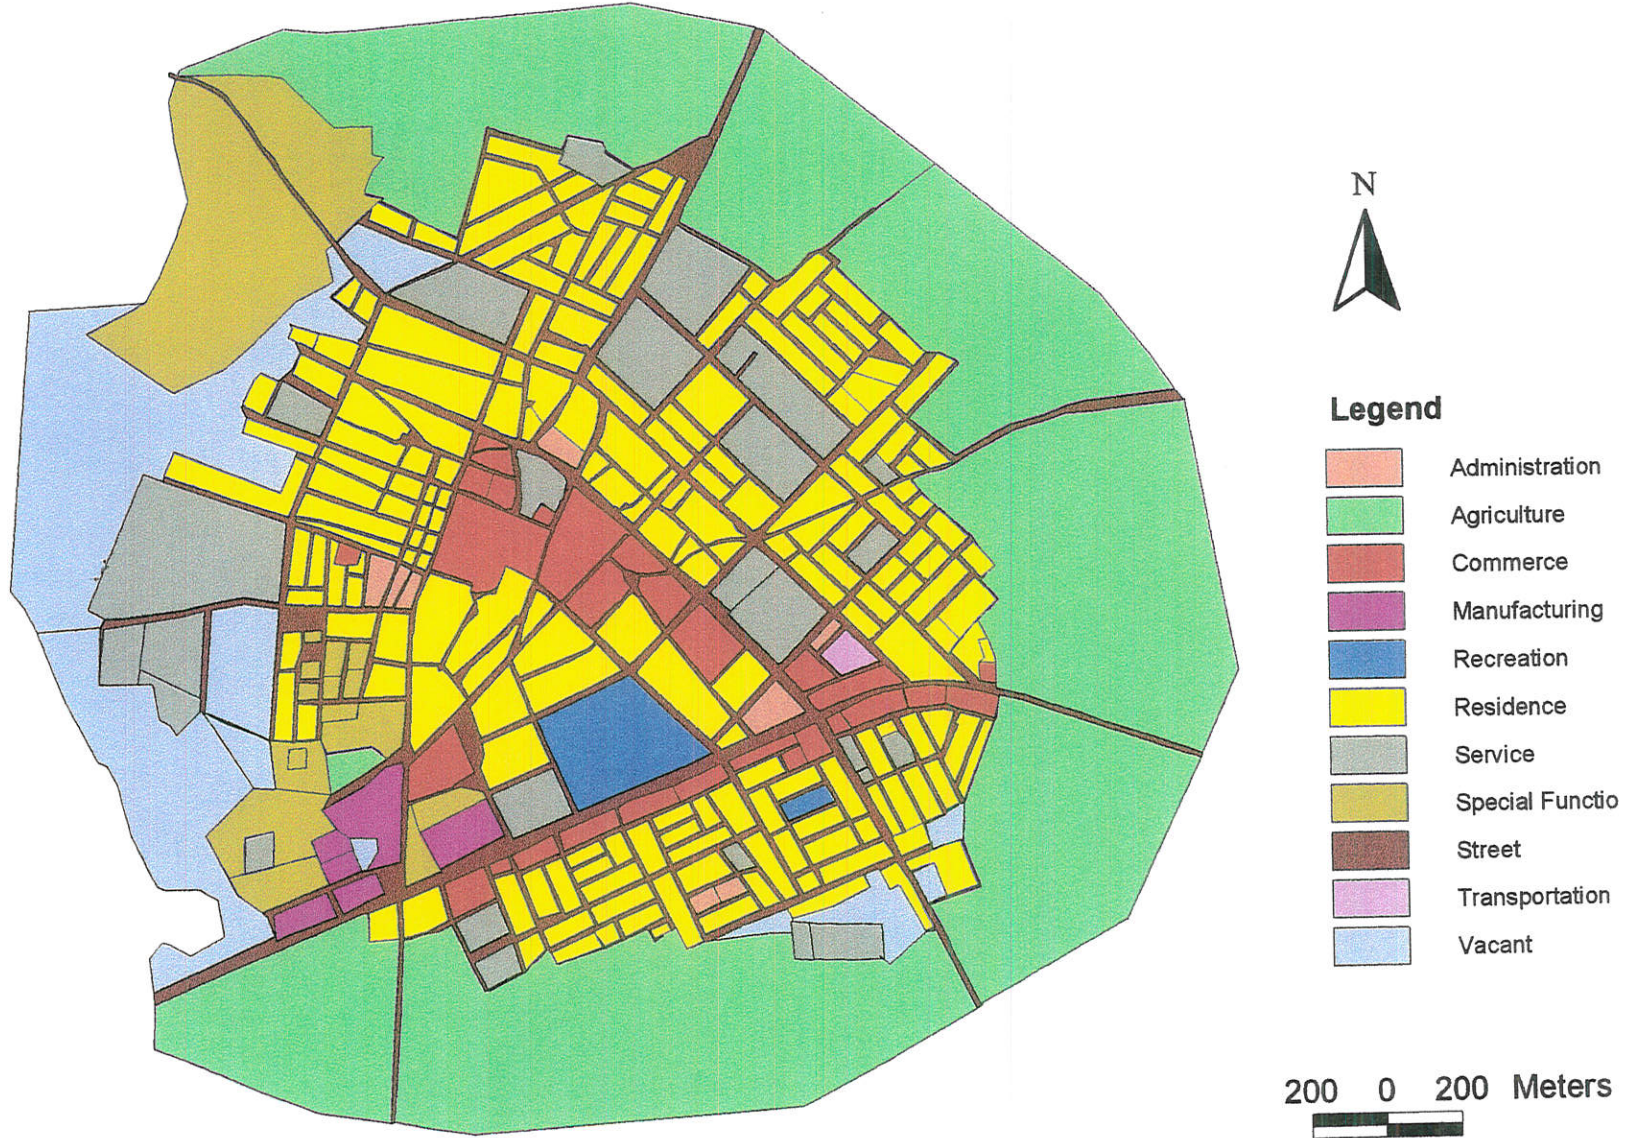 N
Legend
Administration
Agriculture
Commerce
Manufacturing
Recreation
Residence
Service
Special Functio
Street
Transportation
Vacant
200 0 200 Meters